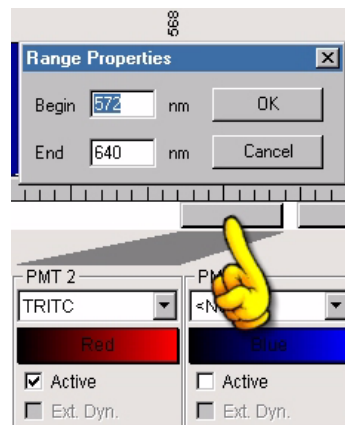 568
Range Properties
Begin 572 nm OK
End 640 nm Cancel
PMT 2
TRITC
Red
Active
Ext. Dyn.
Blue
Active
Ext. Dyn.